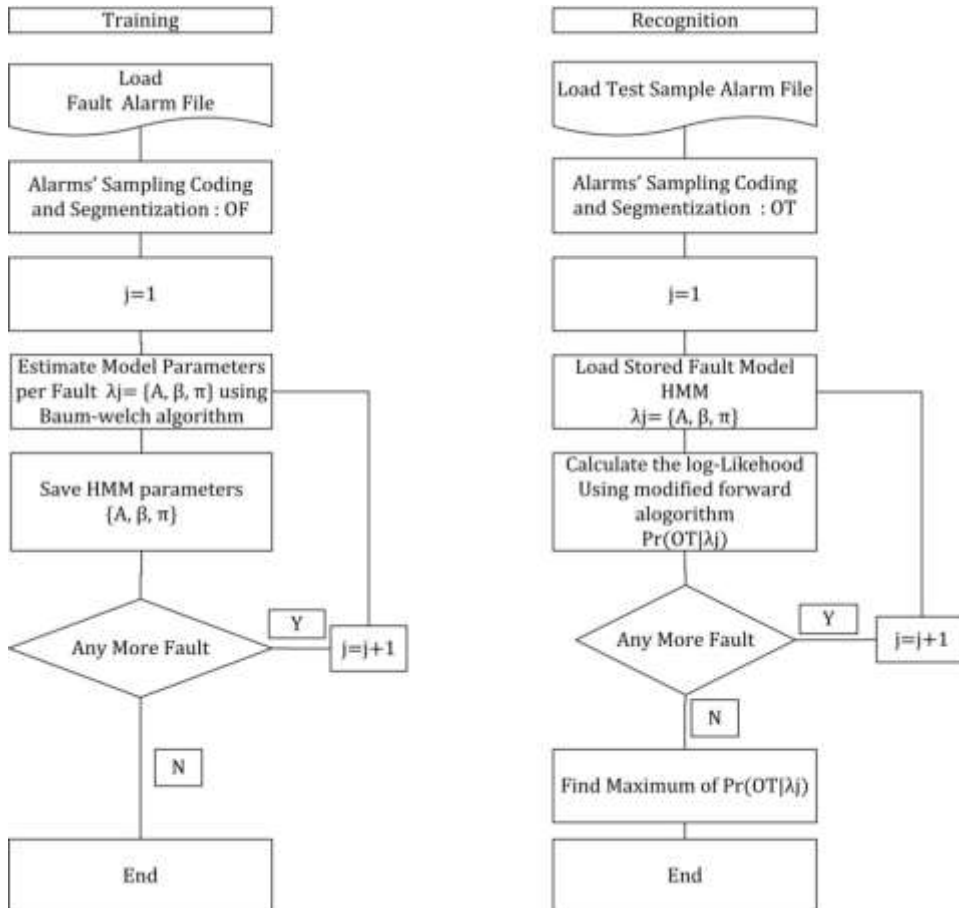 Training
Load
Fault Alarm File
Alarms' Sampling Coding
and Segmentization : OF
j=1
Estimate Model Parameters
per Fault λj= {A, β, π} using
Baum-welch algorithm
Save HMM parameters
{A, β, π}
Any More Fault
Y
j=j+1
N
End
Recognition
Load Test Sample Alarm File
Alarms' Sampling Coding
and Segmentization : OT
j=1
Load Stored Fault Model
HMM
λj= {A, β, π}
Calculate the log-Likehood
Using modified forward
alogorithm
Pr(OT|λj)
Any More Fault
Y
j=j+1
N
Find Maximum of Pr(OT|λj)
End